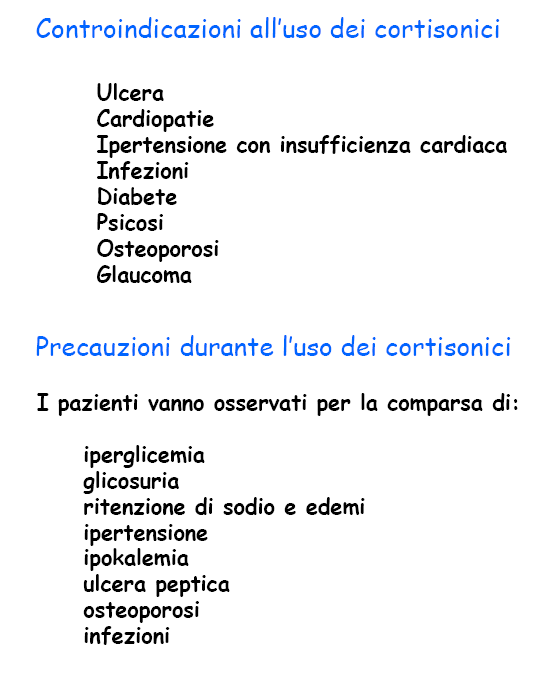 Controindicazioni all'uso dei cortisonici
Ulcera
Cardiopatie
Ipertensione con insufficienza cardiaca
Infezioni
Diabete
Psicosi
Osteoporosi
Glaucoma
Precauzioni durante l'uso dei cortisonici
I pazienti vanno osservati per la comparsa di:
iperglicemia
glicosuria
ritenzione di sodio e edemi
ipertensione
ipokalemia
ulcera peptica
osteoporosi
infezioni